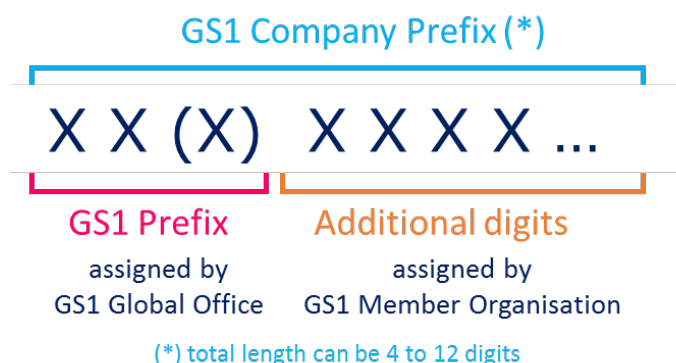 GS1 Company Prefix (*)
X X (X) X X X X ...
GS1 Prefix Additional digits
assigned by assigned by
GS1 Global Office GS1 Member Organisation
(*) total length can be 4 to 12 digits